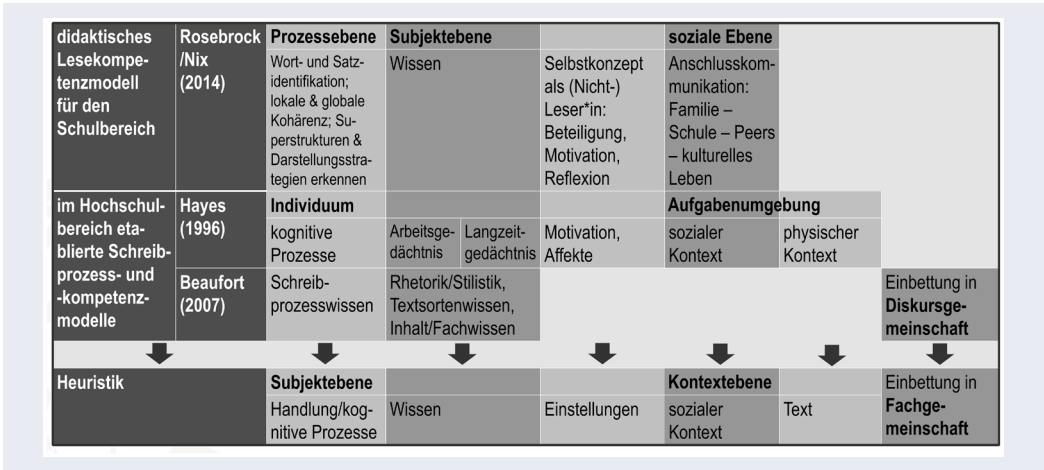 didaktisches
Lesekompe-
tenzmodell
für den
Schulbereich
Rosebrock
/Nix
(2014)
Prozessebene
Wort- und Satz-
identifikation;
lokale & globale
Kohärenz; Su-
perstrukturen &
Darstellungsstra-
tegien erkennen
Subjektebene
Wissen
Selbstkonzept
als (Nicht-)
Leser*in:
Beteiligung,
Motivation,
Reflexion
soziale Ebene
Anschlusskom-
munikation:
Familie –
Schule – Peers
– kulturelles
Leben
im Hochschul-
bereich eta-
blierte Schreib-
prozess- und
-kompetenz-
modelle
Hayes
(1996)
Individuum
kognitive
Prozesse
Arbeitsge-
dächtnis
Langzeit-
gedächtnis
Motivation,
Affekte
Aufgabenumgebung
sozialer
Kontext
physischer
Kontext
Beaufort
(2007)
Schreib-
prozesswissen
Rhetorik/Stilistik,
Textsortenwissen,
Inhalt/Fachwissen
Einbettung in
Diskursge-
meinschaft
Heuristik
Subjektebene
Handlung/kog-
nitive Prozesse
Wissen
Einstellungen
Kontextebene
sozialer
Kontext
Text
Einbettung in
Fachge-
meinschaft